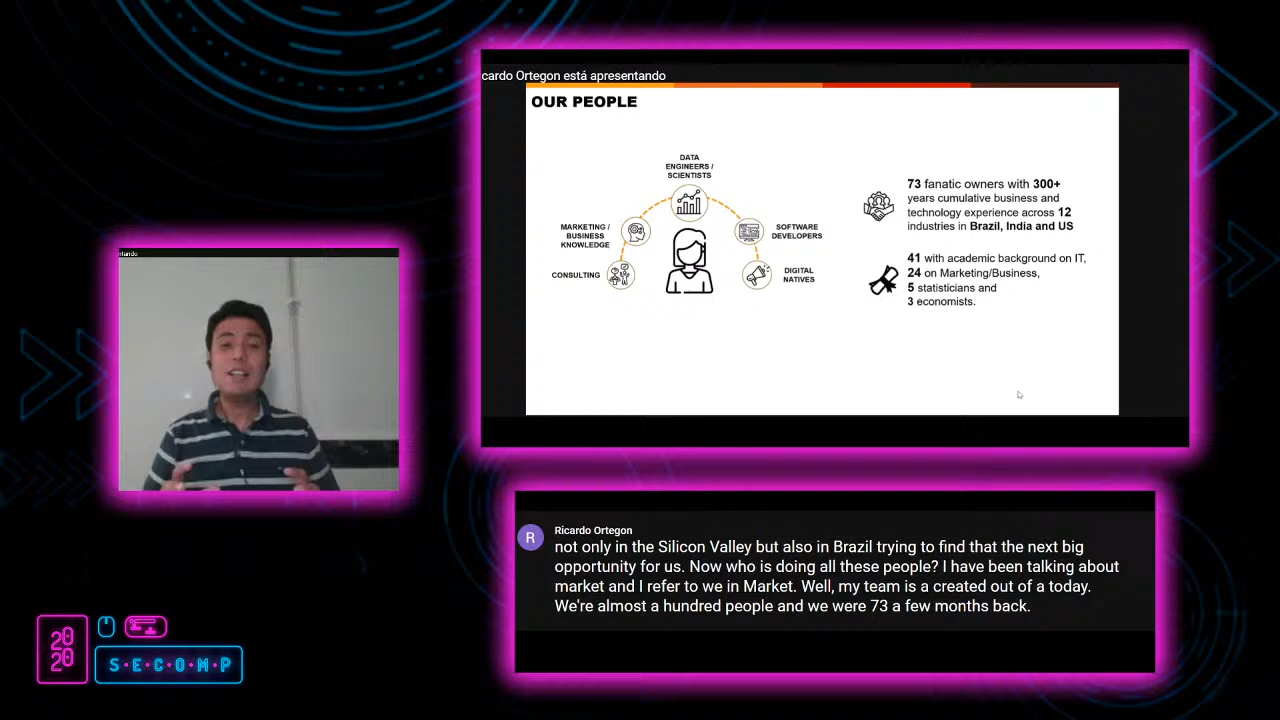 cardo Ortegon está apresentando
OUR PEOPLE
DATA
ENGINEERS /
SCIENTISTS
MARKETING /
BUSINESS
KNOWLEDGE
SOFTWARE
DEVELOPERS
CONSULTING
DIGITAL
NATIVES
73 fanatic owners with 300+
years cumulative business and
technology experience across 12
industries in Brazil, India and US
41 with academic background on IT,
24 on Marketing/Business,
5 statisticians and
3 economists.
ntando
R
Ricardo Ortegon
not only in the Silicon Valley but also in Brazil trying to find that the next big
opportunity for us. Now who is doing all these people? I have been talking about
market and I refer to we in Market. Well, my team is a created out of a today.
We're almost a hundred people and we were 73 a few months back.
20
20
S•E•C•O•M•P